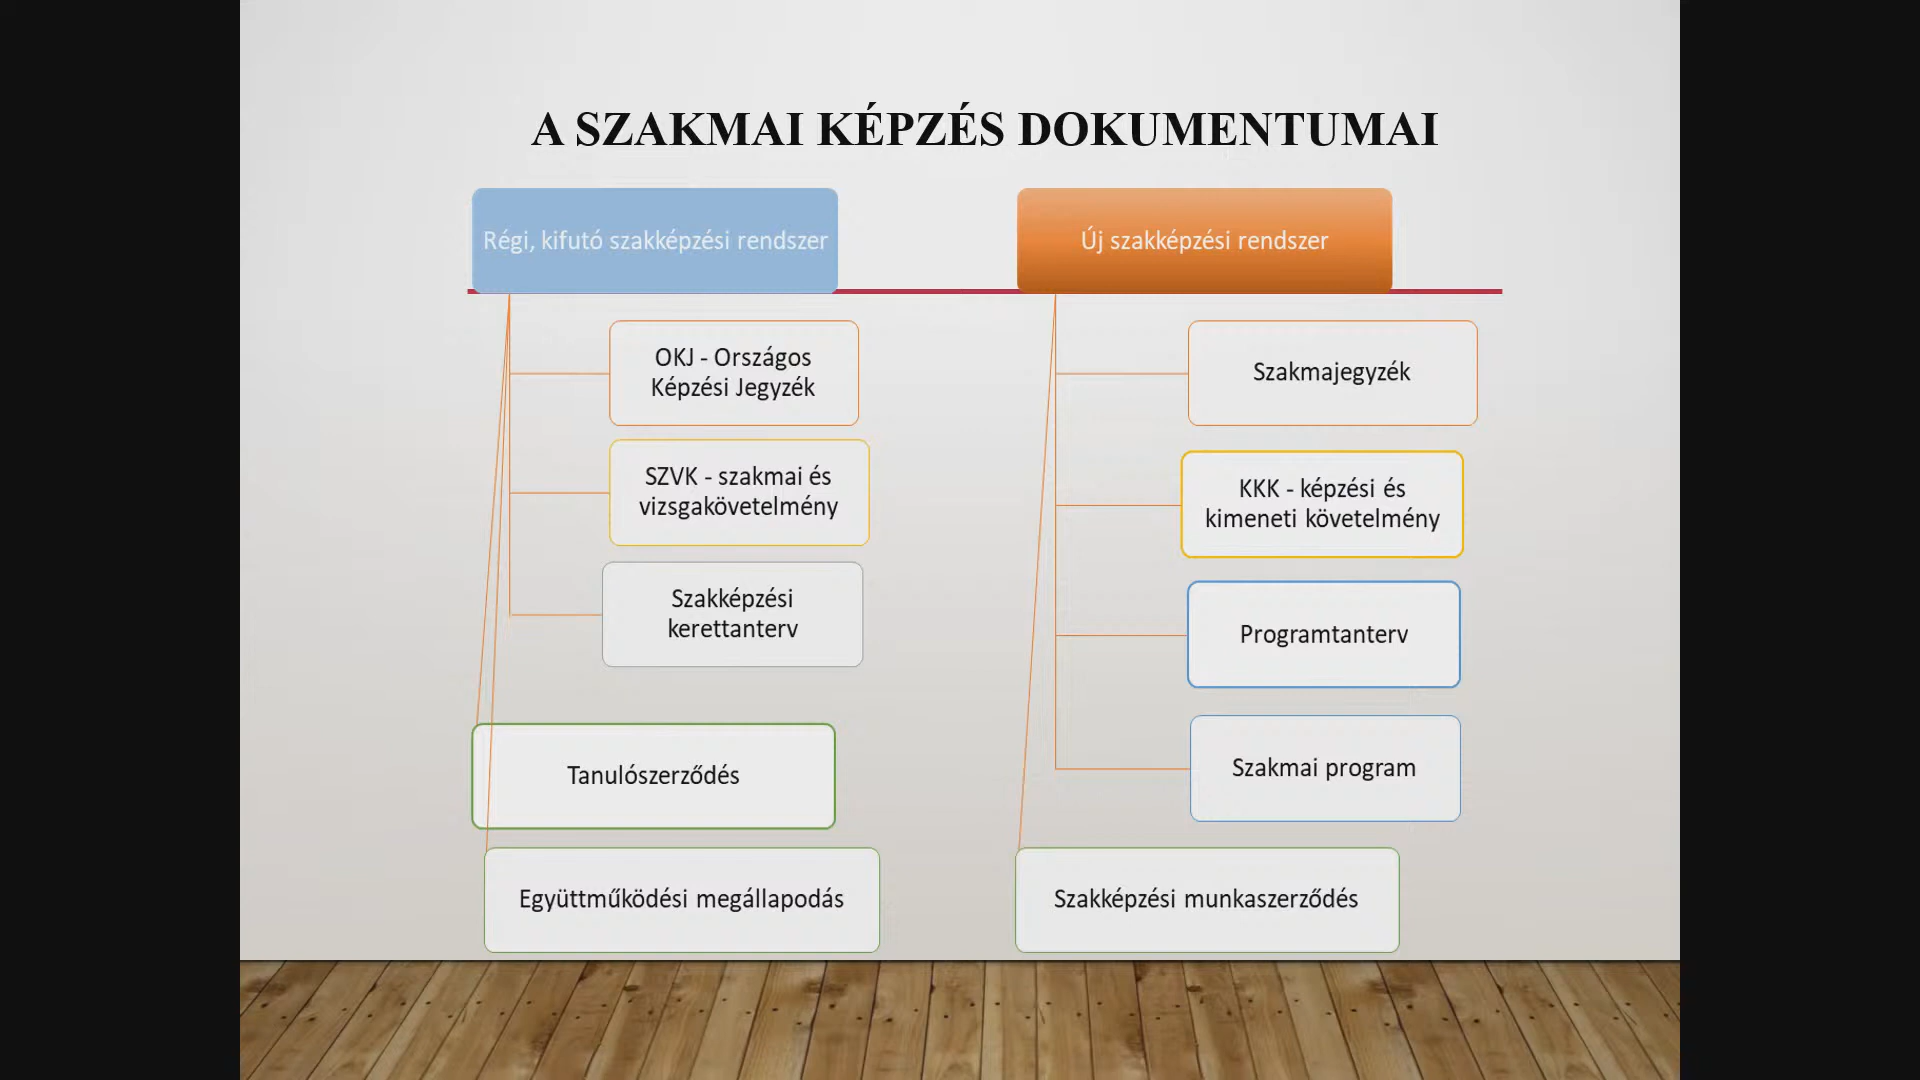 A SZAKMAI KÉPZÉS DOKUMENTUMAI
Régi, kifutó szakképzési rendszer
OKJ - Országos
Képzési Jegyzék
SZVK - szakmai és
vizsgakövetelmény
Szakképzési
kerettanterv
Tanulószerződés
Együttműködési megállapodás
Új szakképzési rendszer
Szakmajegyzék
KKK - képzési és
kimeneti követelmény
Programtanterv
Szakmai program
Szakképzési munkaszerződés